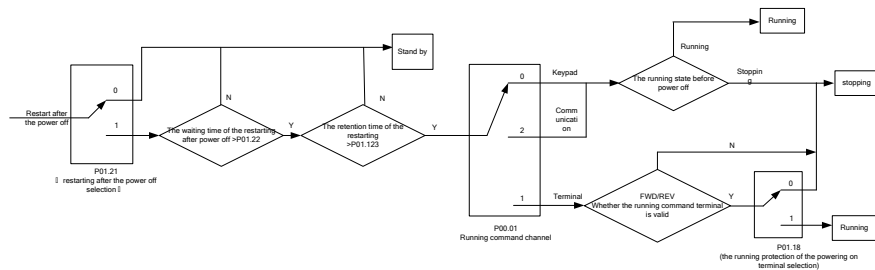 Restart after
the power off
0
1
P01.21
restarting after the power off
selection
N
The waiting time of the restarting
after power off >P01.22
Y
N
The retention time of the
restarting
>P01.123
Y
Stand by
Keypad
0
Communicati
on
2
1
Terminal
P00.01
Running command channel
Running
Running
The running state before
power off
Stoppin
g
stopping
N
FWD/REV
Whether the running command terminal
is valid
Y
0
1
Running
P01.18
(the running protection of the powering on
terminal selection)